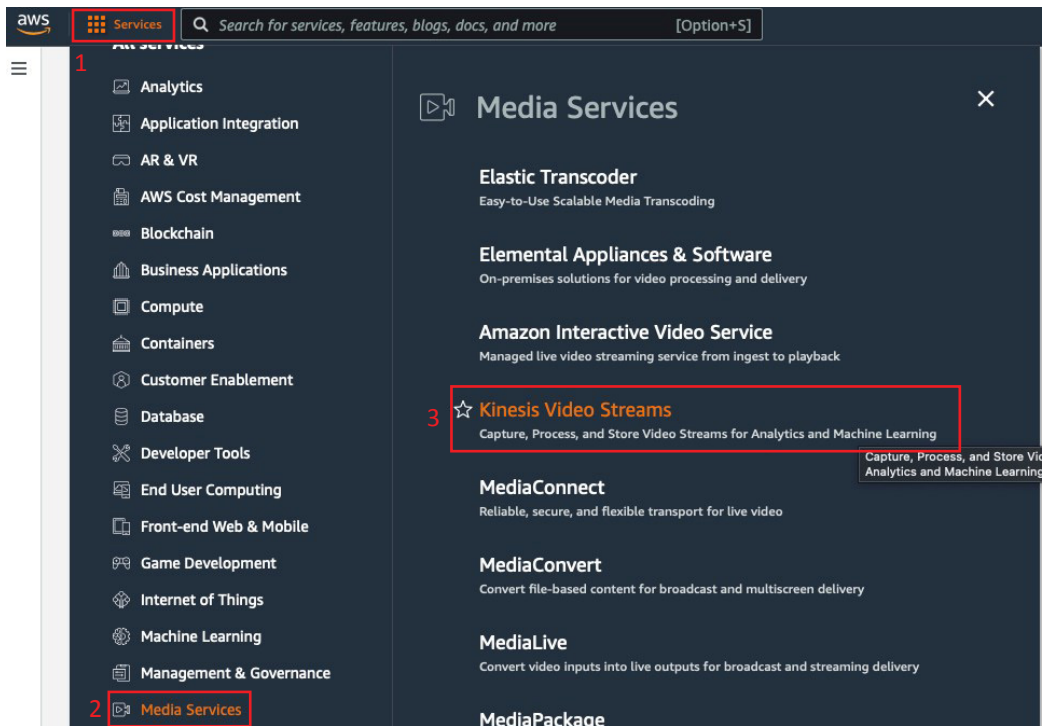 aws
Services
Search for services, features, blogs, docs, and more [Option+S]
1
All services
Analytics
Application Integration
AR & VR
AWS Cost Management
Blockchain
Business Applications
Compute
Containers
Customer Enablement
Database
Developer Tools
End User Computing
Front-end Web & Mobile
Game Development
Internet of Things
Machine Learning
Management & Governance
2 Media Services
Media Services
Elastic Transcoder
Easy-to-Use Scalable Media Transcoding
Elemental Appliances & Software
On-premises solutions for video processing and delivery
Amazon Interactive Video Service
Managed live video streaming service from ingest to playback
3
Kinesis Video Streams
Capture, Process, and Store Video Streams for Analytics and Machine Learning
Capture, Process, and Store
Analytics and Machine Learning
MediaConnect
Reliable, secure, and flexible transport for live video
MediaConvert
Convert file-based content for broadcast and multiscreen delivery
MediaLive
Convert video inputs into live outputs for broadcast and streaming delivery
MediaPackage